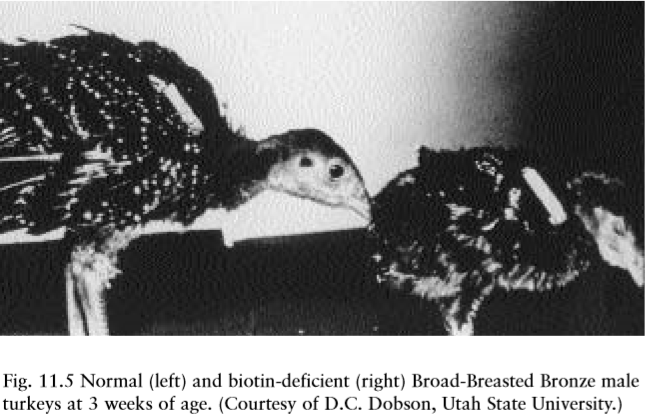 Fig. 11.5 Normal (left) and biotin-deficient (right) Broad-Breasted Bronze male
turkeys at 3 weeks of age. (Courtesy of D.C. Dobson, Utah State University.)